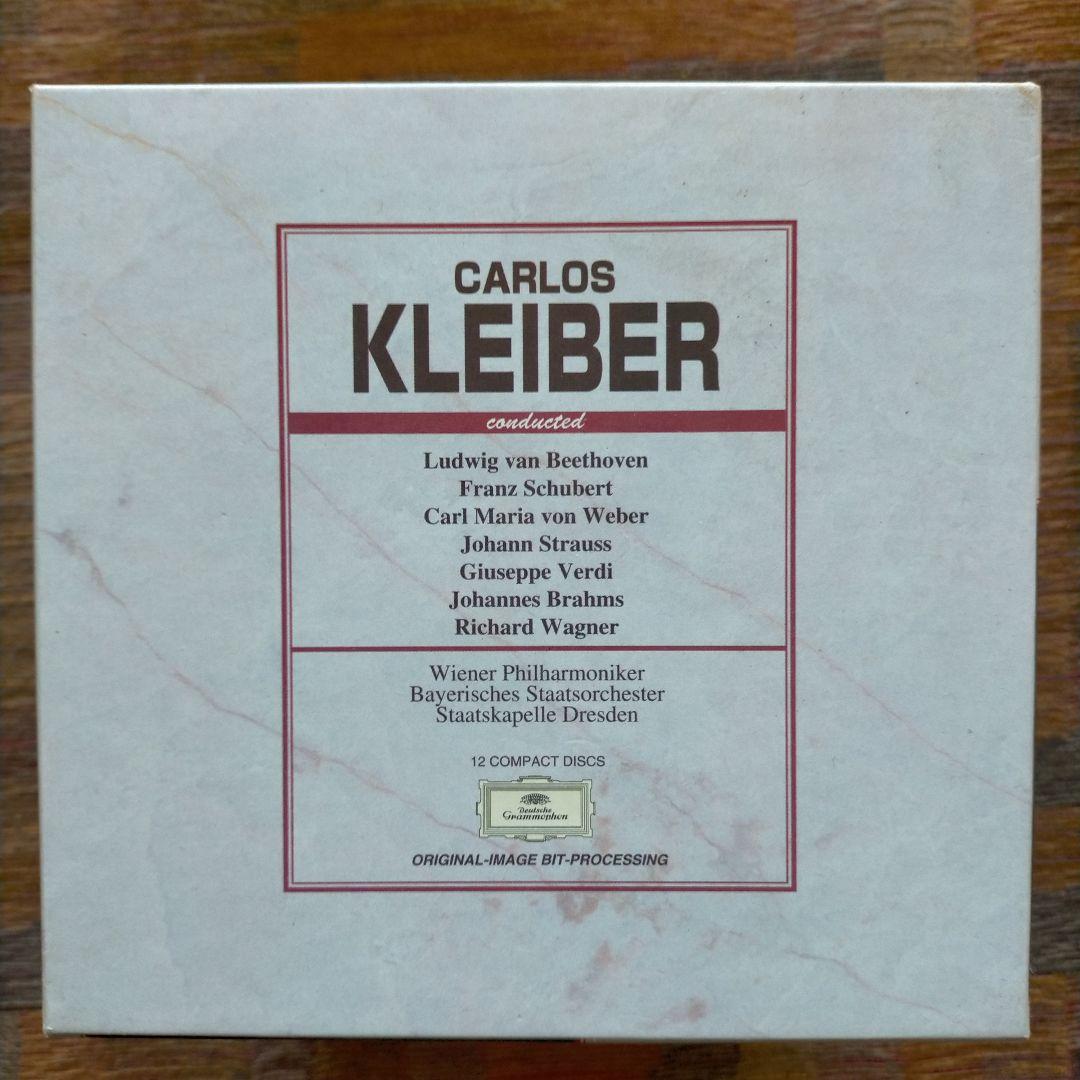 CARLOS
KLEIBER
conducted
Ludwig van Beethoven
Franz Schubert
Carl Maria von Weber
Johann Strauss
Giuseppe Verdi
Johannes Brahms
Richard Wagner
Wiener Philharmoniker
Bayerisches Staatsorchester
Staatskapelle Dresden
12 COMPACT DISCS
Deutsche
Grammophon
ORIGINAL-IMAGE BIT-PROCESSING